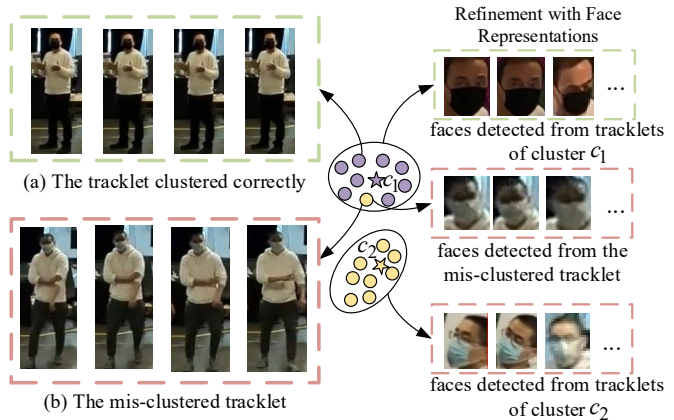 Refinement with Face
Representations
...
faces detected from tracklets
of cluster c1
(a) The tracklet clustered correctly
c1
...
faces detected from the
mis-clustered tracklet
c2
...
faces detected from tracklets
of cluster c2
(b) The mis-clustered tracklet